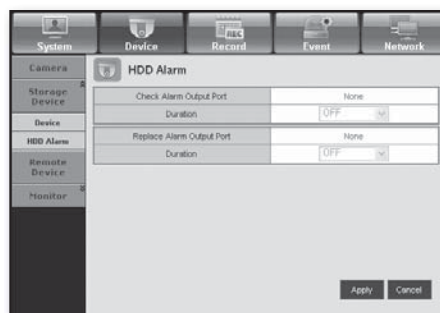 System Device Record Event Network
REC
Camera
Storage
Device
Device
HDD Alarm
Remote
Device
Monitor
HDD Alarm
Check Alarm Output Port None
Duration OFF
Replace Alarm Output Port None
Duration OFF
Apply Cancel